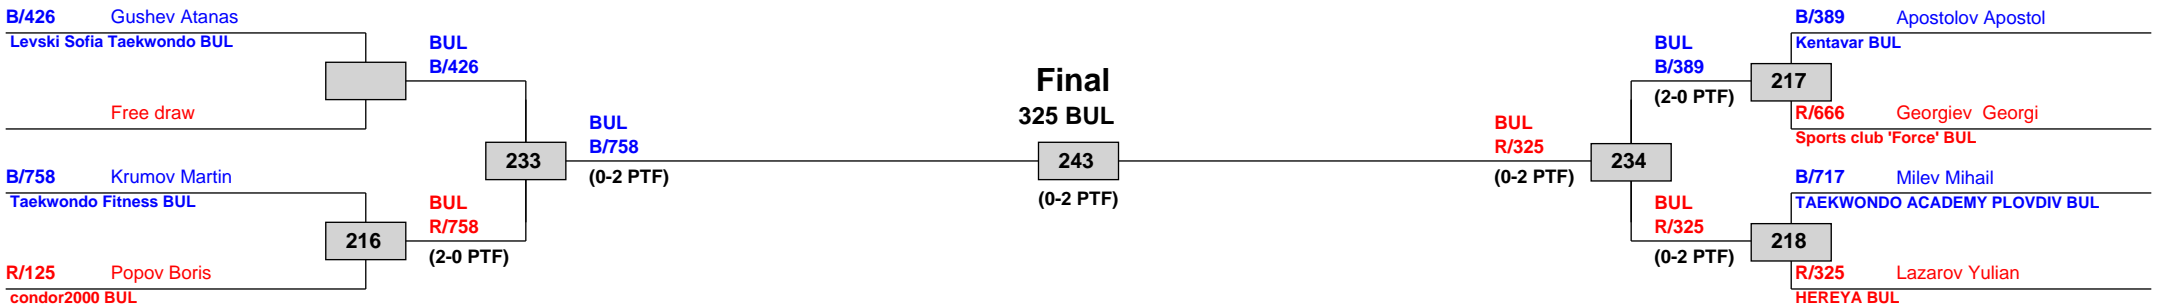 B/426 Gushev Atanas
Levski Sofia Taekwondo BUL
Free draw
BUL
B/426
B/758 Krumov Martin
Taekwondo Fitness BUL
216
R/125 Popov Boris
condor2000 BUL
BUL
R/758
(2-0 PTF)
233
BUL
B/758
(0-2 PTF)
Final
325 BUL
243
(0-2 PTF)
BUL
R/325
(0-2 PTF)
234
BUL
B/389
(2-0 PTF)
BUL
R/325
(0-2 PTF)
B/389 Apostolov Apostol
Kentavar BUL
217
R/666 Georgiev Georgi
Sports club 'Force' BUL
B/717 Milev Mihail
TAEKWONDO ACADEMY PLOVDIV BUL
218
R/325 Lazarov Yulian
HEREYA BUL